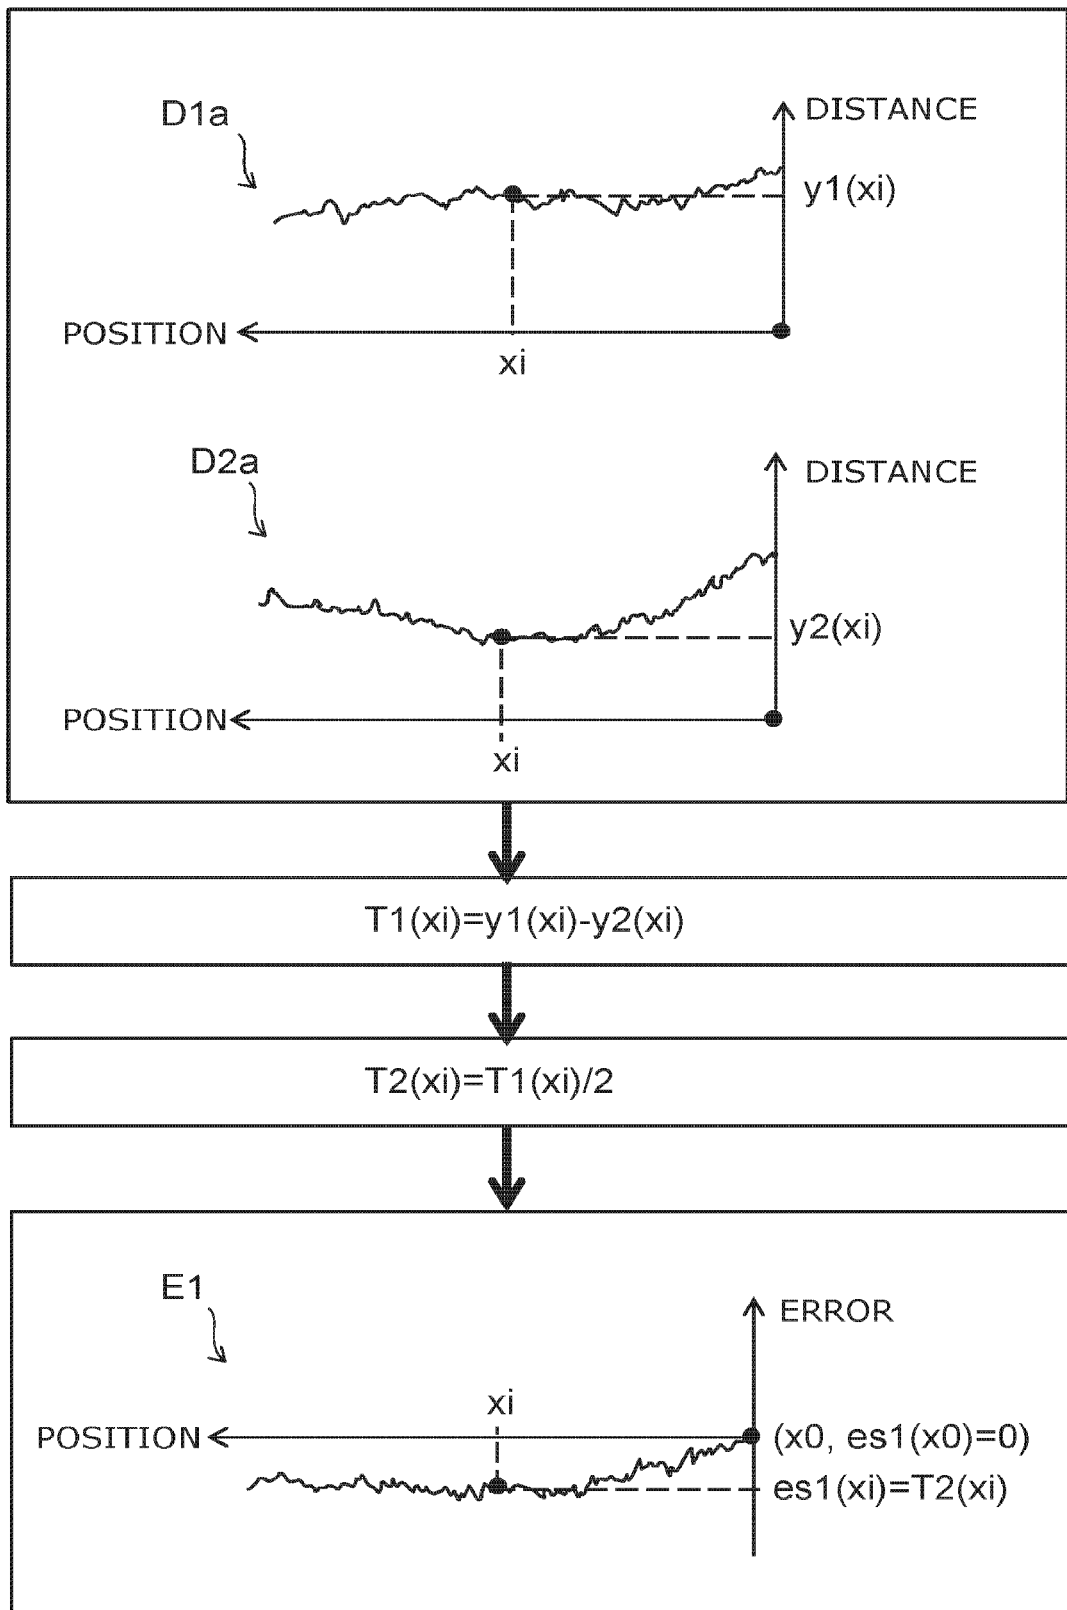 D1a
DISTANCE
y1(xi)
POSITION
xi
D2a
DISTANCE
y2(xi)
POSITION
xi
T1(xi)=y1(xi)-y2(xi)
T2(xi)=T1(xi)/2
E1
ERROR
xi
POSITION
(x0, es1(x0)=0)
es1(xi)=T2(xi)